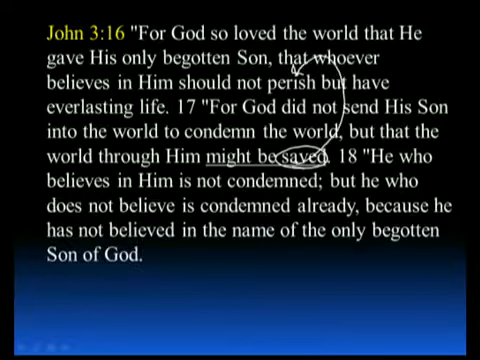 John 3:16 "For God so loved the world that He
gave His only begotten Son, that whoever
believes in Him should not perish but have
everlasting life. 17 "For God did not send His Son
into the world to condemn the world, but that the
world through Him might be saved. 18 "He who
believes in Him is not condemned; but he who
does not believe is condemned already, because he
has not believed in the name of the only begotten
Son of God.